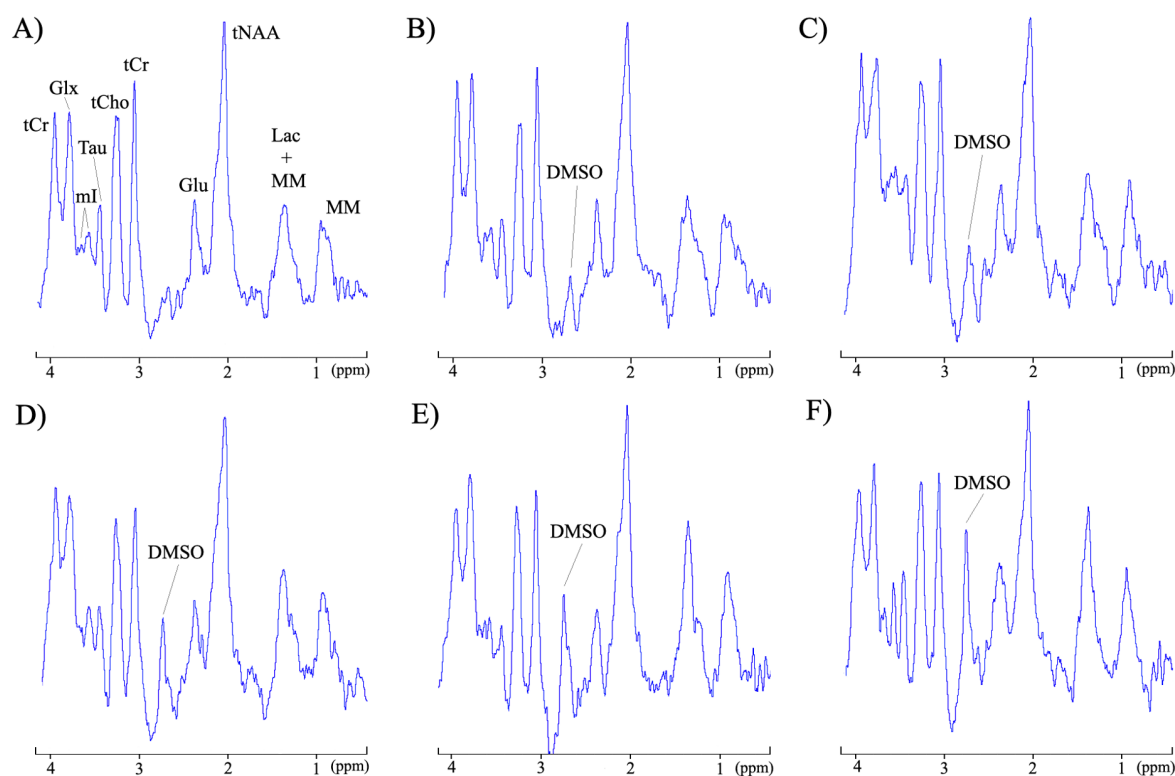 A)
tNAA
tCr
Glx
tCho
tCr
Tau
mI
Glu
Lac
+
MM
MM
4 3 2 1 (ppm)
B)
DMSO
4 3 2 1 (ppm)
C)
DMSO
4 3 2 1 (ppm)
D)
DMSO
4 3 2 1 (ppm)
E)
DMSO
4 3 2 1 (ppm)
F)
DMSO
4 3 2 1 (ppm)